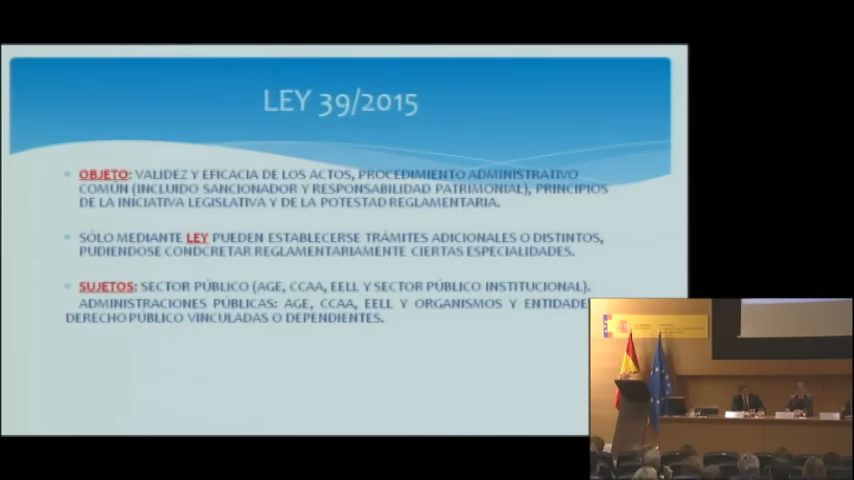 LEY 39/2015
OBJETO: VALIDEZ Y EFICACIA DE LOS ACTOS, PROCEDIMIENTO ADMINISTRATIVO
COMÚN (INCLUIDO SANCIONADOR Y RESPONSABILIDAD PATRIMONIAL), PRINCIPIOS
DE LA INICIATIVA LEGISLATIVA Y DE LA POTESTAD REGLAMENTARIA.
SÓLO MEDIANTE LEY PUEDEN ESTABLECERSE TRÁMITES ADICIONALES O DISTINTOS,
PUDIENDOSE CONDCRETAR REGLAMENTARIAMENTE CIERTAS ESPECIALIDADES.
SUJETOS: SECTOR PÚBLICO (AGE, CCAA, EELL Y SECTOR PÚBLICO INSTITUCIONAL).
ADMINISTRACIONES PÚBLICAS: AGE, CCAA, EELL Y ORGANISMOS Y ENTIDADE
DERECHO PÚBLICO VINCULADAS O DEPENDIENTES.